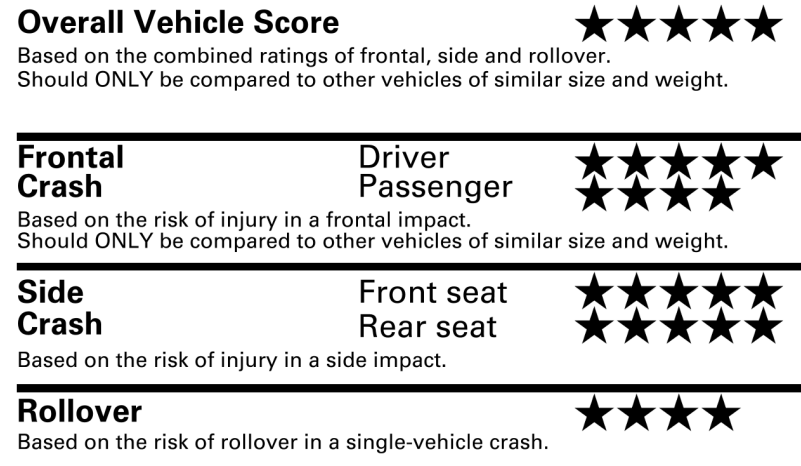 Overall Vehicle Score ★★★★★
Based on the combined ratings of frontal, side and rollover.
Should ONLY be compared to other vehicles of similar size and weight.
Frontal Driver ★★★★★
Crash Passenger ★★★★
Based on the risk of injury in a frontal impact.
Should ONLY be compared to other vehicles of similar size and weight.
Side Front seat ★★★★★
Crash Rear seat ★★★★★
Based on the risk of injury in a side impact.
Rollover ★★★★
Based on the risk of rollover in a single-vehicle crash.